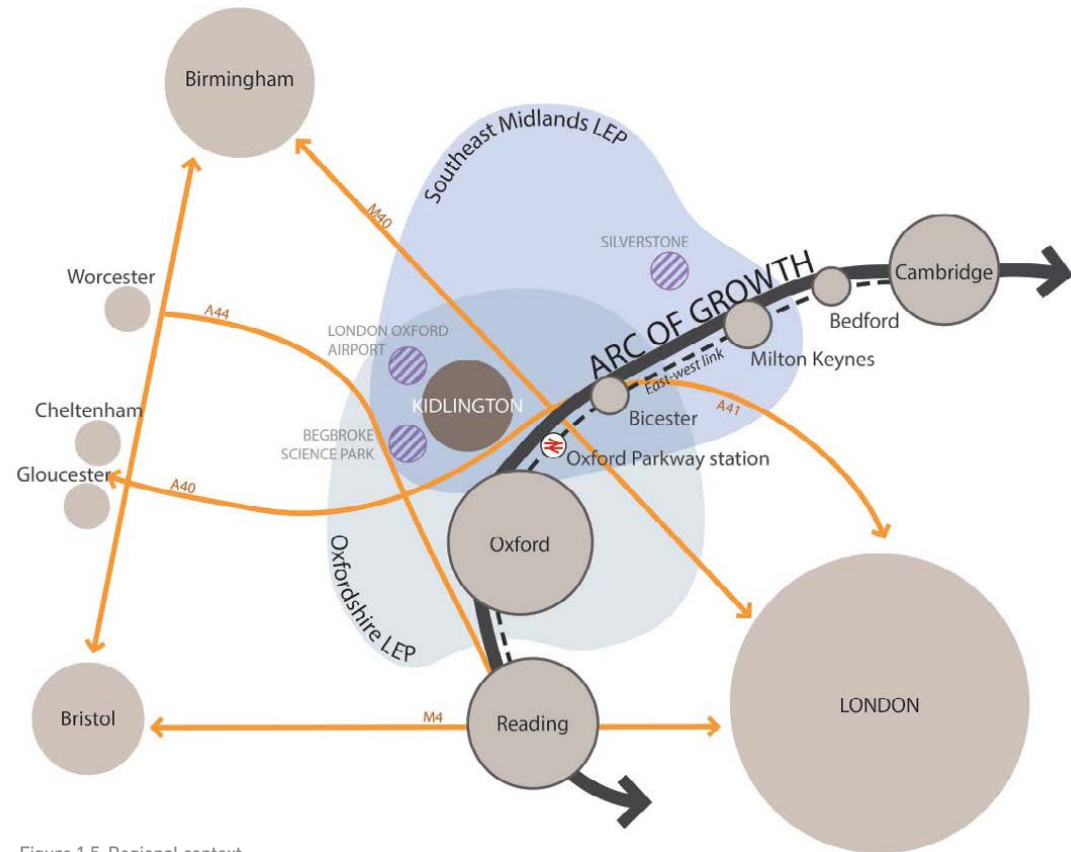 Birmingham
Southeast Midlands LEP
M40
SILVERSTONE
Worcester
A44
LONDON OXFORD
AIRPORT
ARC OF GROWTH
Cambridge
Bedford
Milton Keynes
East-west link
KIDLINGTON
Bicester
A41
Cheltenham
BEGBROKE
SCIENCE PARK
Oxford Parkway station
Gloucester
A40
Oxford
Oxfordshire LEP
Bristol
M4
Reading
LONDON
Figure 1.5 Regional context